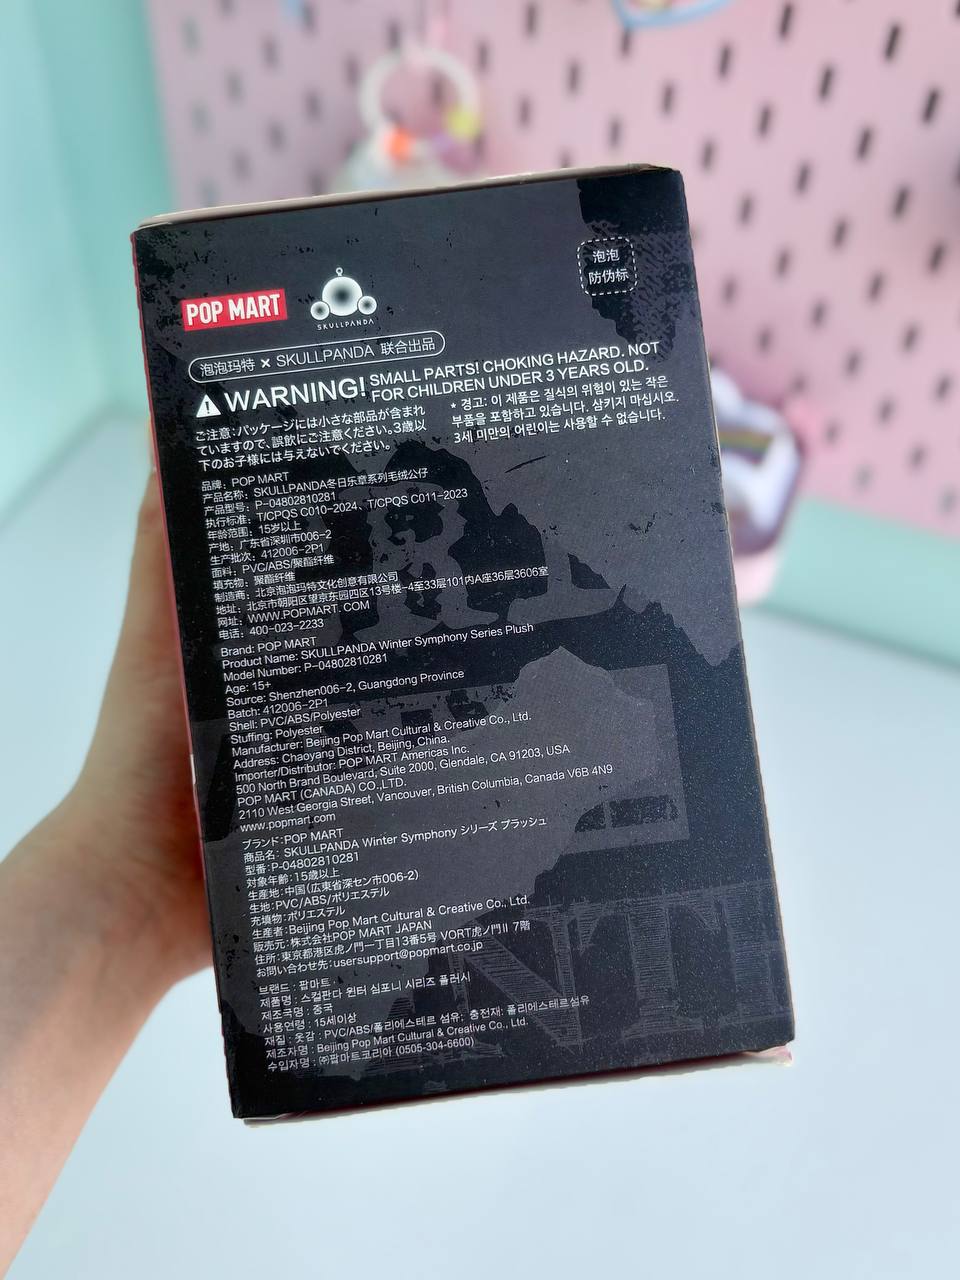 泡泡
防伪标
POP MART
SKULLPANDA
泡泡玛特 × SKULLPANDA 联合出品
WARNING! SMALL PARTS! CHOKING HAZARD. NOT
FOR CHILDREN UNDER 3 YEARS OLD.
ご注意:パッケージには小さな部品が含まれ
ていますので、誤飲にご注意ください。3歳以
下のお子様には与えないでください。
* 경고: 이 제품은 질식의 위험이 있는 작은
부품을 포함하고 있습니다. 삼키지 마십시오.
3세 미만의 어린이는 사용할 수 없습니다.
品牌: POP MART
产品名称: SKULLPANDA冬日乐章系列毛绒公仔
产品型号: P-04802810281
执行标准: T/CPQS C010-2024、T/CPQS C011-2023
年龄范围: 15岁以上
产地: 广东省深圳市006-2
生产批次: 412006-2P1
面料: PVC/ABS/聚酯纤维
填充物: 聚酯纤维
制造商: 北京泡泡玛特文化创意有限公司
地址: 北京市朝阳区望京东园四区13号楼-4至33层101内A座36层3606室
网址: WWW.POPMART.COM
电话: 400-023-2233
Brand: POP MART
Product Name: SKULLPANDA Winter Symphony Series Plush
Model Number: P-04802810281
Age: 15+
Source: Shenzhen006-2, Guangdong Province
Batch: 412006-2P1
Shell: PVC/ABS/Polyester
Stuffing: Polyester
Manufacturer: Beijing Pop Mart Cultural & Creative Co., Ltd.
Address: Chaoyang District, Beijing, China.
Importer/Distributor: POP MART Americas Inc.
500 North Brand Boulevard, Suite 2000, Glendale, CA 91203, USA
POP MART (CANADA) CO.,LTD.
2110 West Georgia Street, Vancouver, British Columbia, Canada V6B 4N9
www.popmart.com
ブランド:POP MART
商品名: SKULLPANDA Winter Symphony シリーズ プラッシュ
型番:P-04802810281
対象年齢:15歳以上
生産地:中国(広東省深セン市006-2)
生地:PVC/ABS/ポリエステル
充填物:ポリエステル
生産者:Beijing Pop Mart Cultural & Creative Co., Ltd.
販売元:株式会社POP MART JAPAN
住所:東京都港区虎ノ門一丁目13番5号 VORT虎ノ門II 7階
お問い合わせ先:usersupport@popmart.co.jp
브랜드 : 팝마트
제품명 : 스컬판다 윈터 심포니 시리즈 플러시
제조국명 : 중국
사용연령 : 15세이상
재질 : 옷감 : PVC/ABS/폴리에스테르 섬유; 충전재: 폴리에스테르섬유
제조자명 : Beijing Pop Mart Cultural & Creative Co., Ltd.
수입자명 : ㈜팝마트코리아 (0505-304-6600)